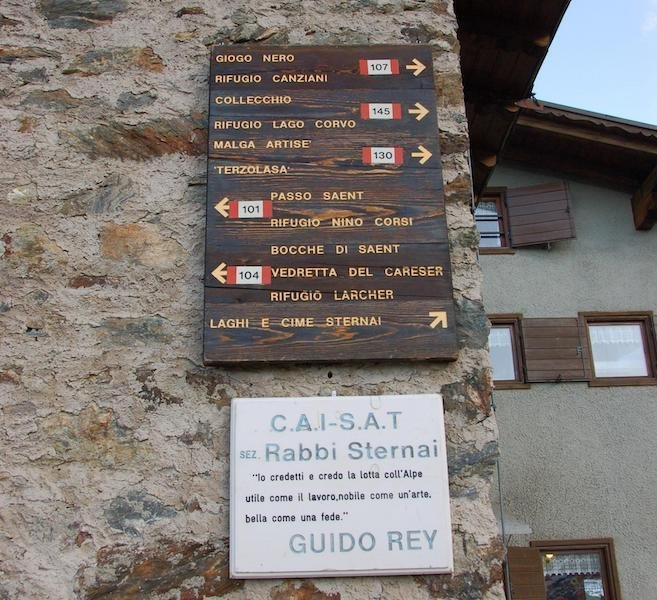 GIOGO NERO
107
RIFUGIO CANZIANI
COLLECCHIO
145
RIFUGIO LAGO CORVO
MALGA ARTISE'
130
'TERZOLASA'
PASSO SAENT
101
RIFUGIO NINO CORSI
BOCCHE DI SAENT
104 VEDRETTA DEL CARESER
RIFUGIO LARCHER
LAGHI E CIME STERNAI
C.A.I-S.A.T
SEZ. Rabbi Sternai
"Io credetti e credo la lotta coll'Alpe
utile come il lavoro,nobile come un'arte,
bella come una fede."
GUIDO REY